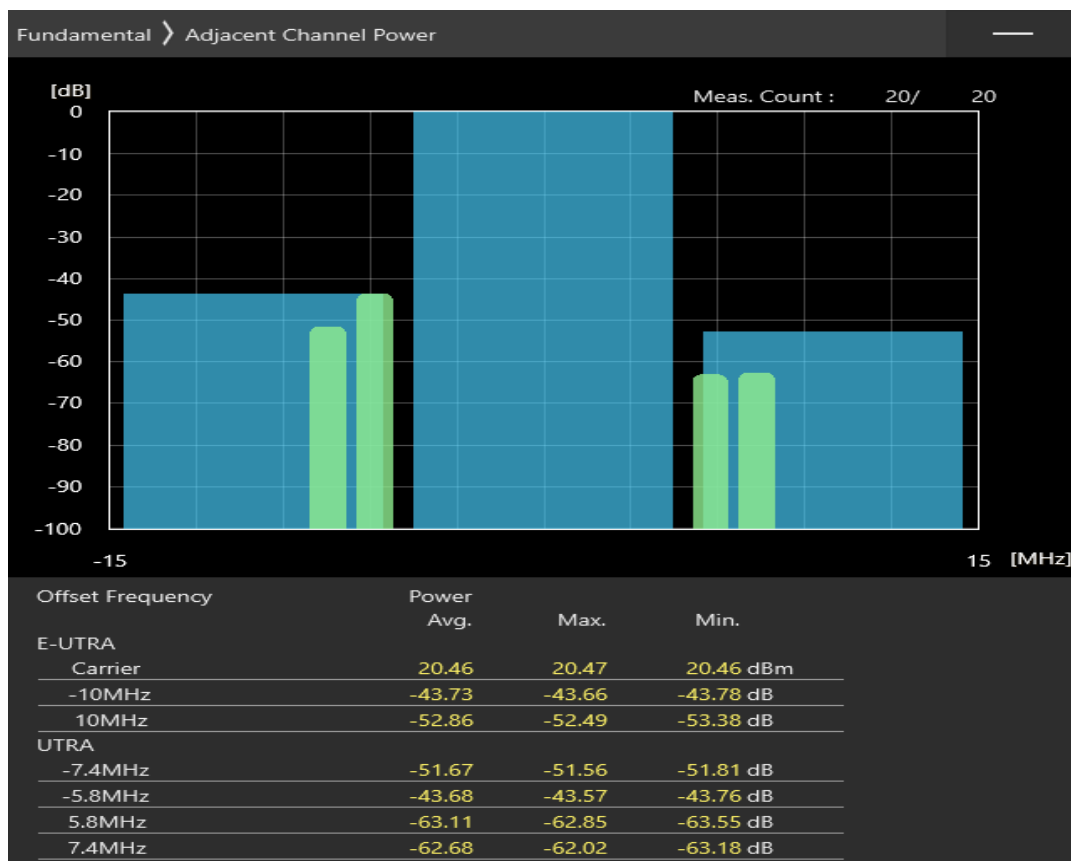 Fundamental ❯ Adjacent Channel Power
[dB]
Meas. Count : 20/ 20
0
-10
-20
-30
-40
-50
-60
-70
-80
-90
-100
-15 15 [MHz]
Offset Frequency Power
Avg. Max. Min.
E-UTRA
Carrier 20.46 20.47 20.46 dBm
-10MHz -43.73 -43.66 -43.78 dB
10MHz -52.86 -52.49 -53.38 dB
UTRA
-7.4MHz -51.67 -51.56 -51.81 dB
-5.8MHz -43.68 -43.57 -43.76 dB
5.8MHz -63.11 -62.85 -63.55 dB
7.4MHz -62.68 -62.02 -63.18 dB